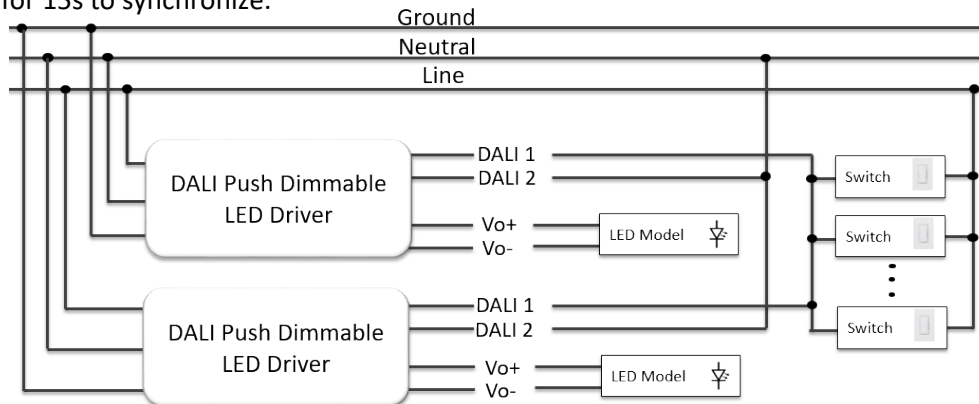 for 15s to synchronize.
Ground
Neutral
Line
DALI Push Dimmable
LED Driver
DALI 1
DALI 2
Vo+
Vo-
LED Model
Switch
Switch
Switch
DALI Push Dimmable
LED Driver
DALI 1
DALI 2
Vo+
Vo-
LED Model